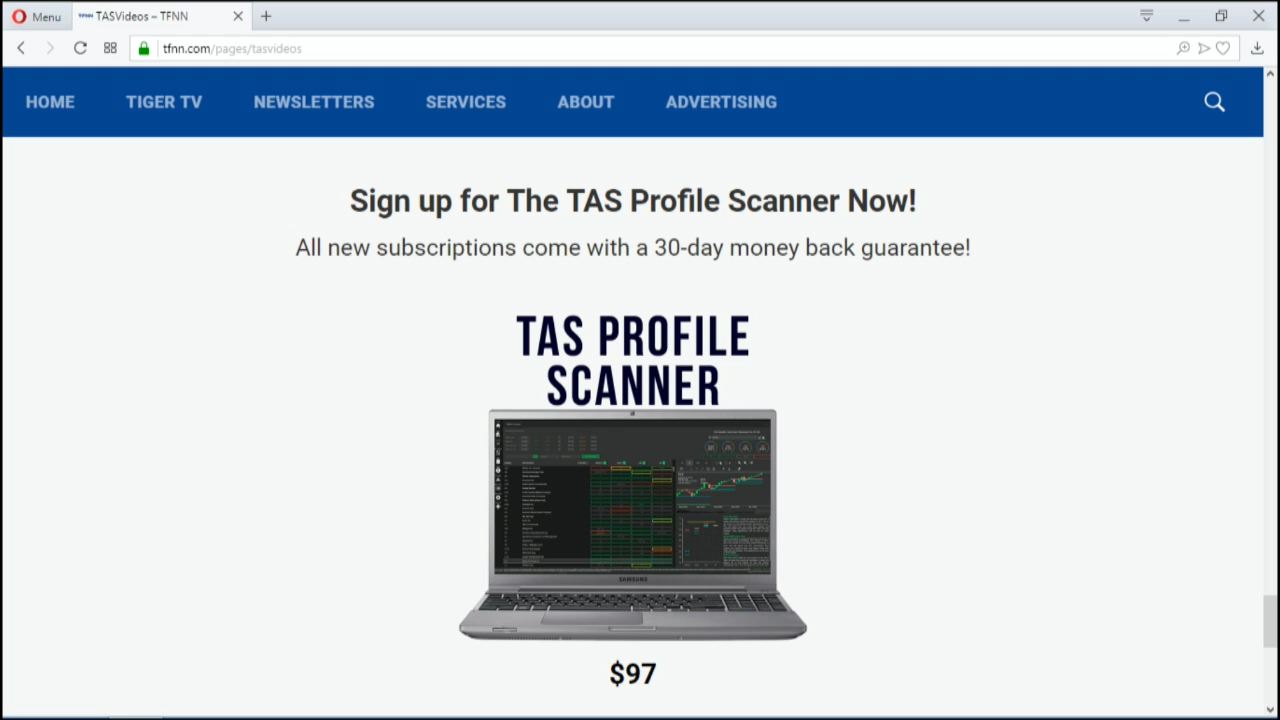 Menu
TFNN TASVideos – TFNN
tfnn.com/pages/tasvideos
HOME TIGER TV NEWSLETTERS SERVICES ABOUT ADVERTISING
Sign up for The TAS Profile Scanner Now!
All new subscriptions come with a 30-day money back guarantee!
TAS PROFILE
SCANNER
SAMSUNG
$97